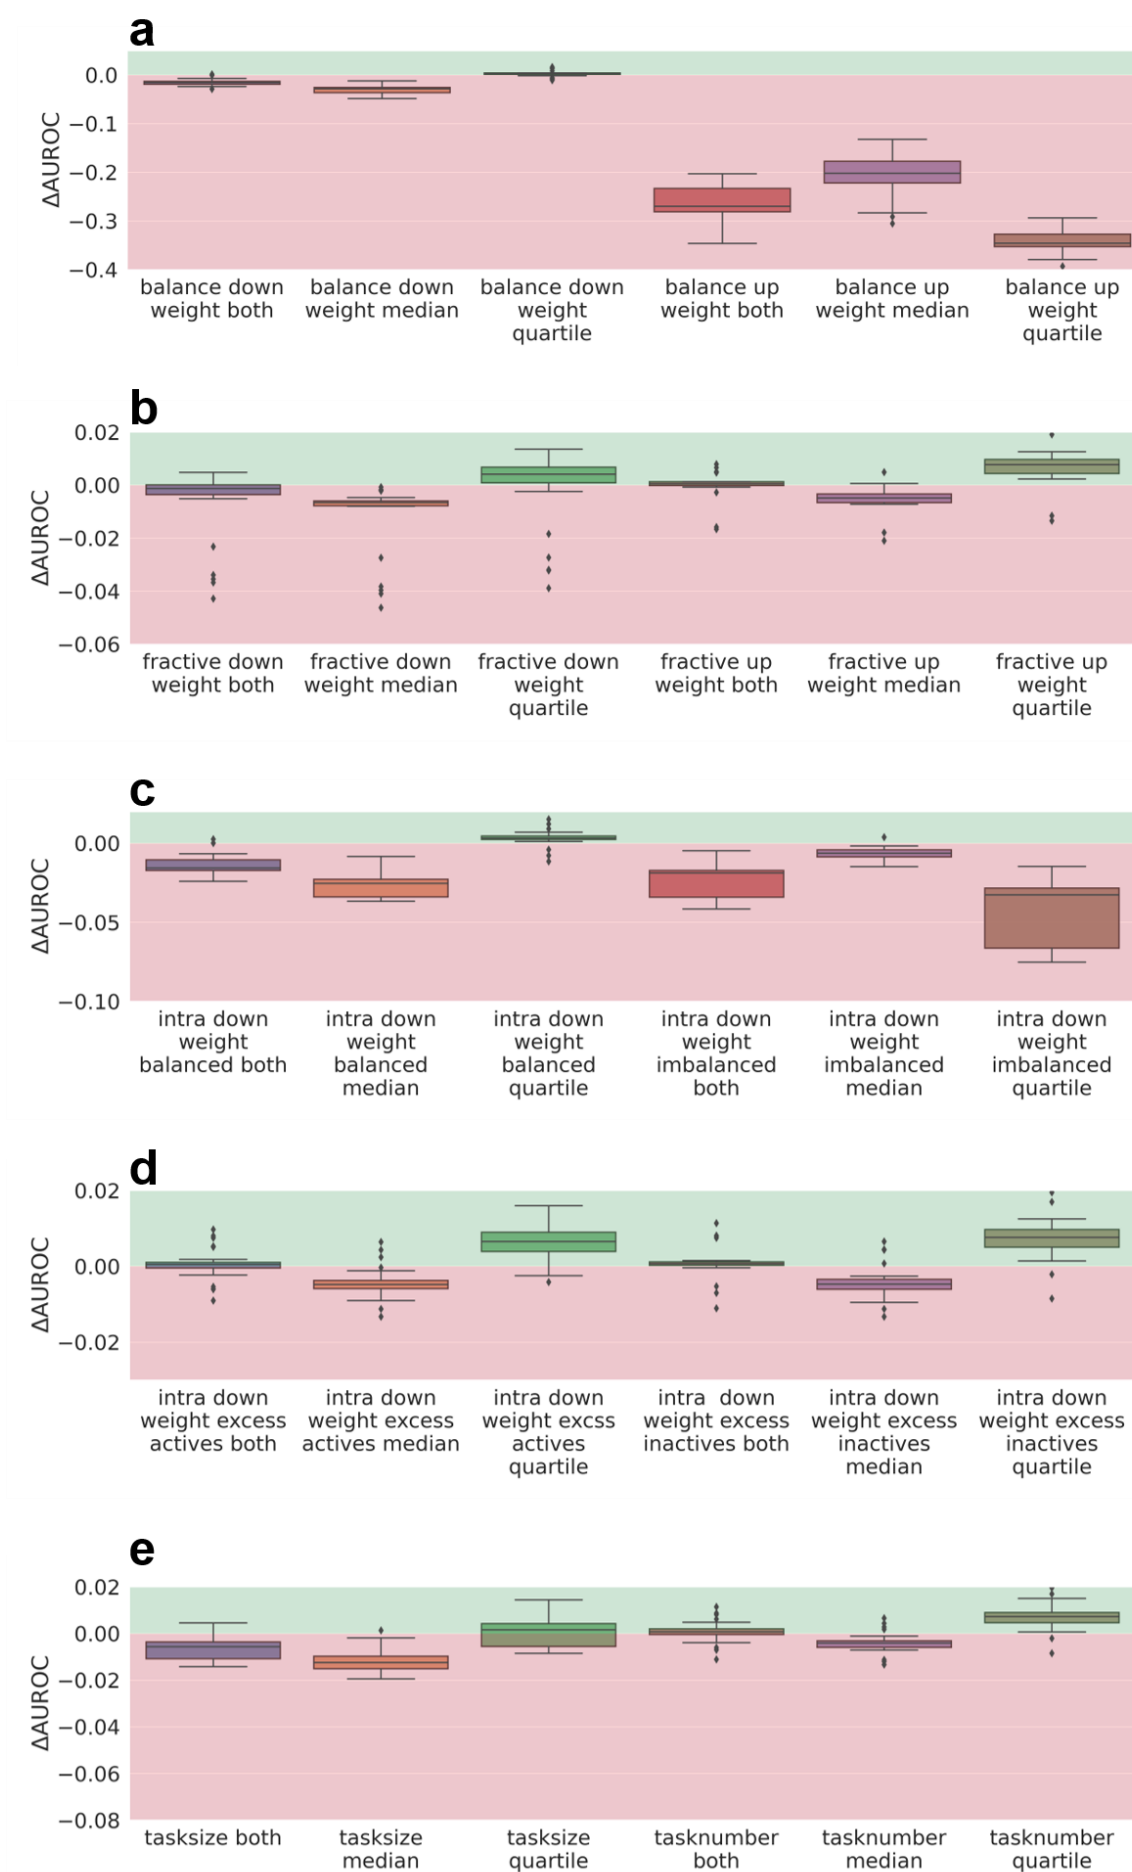 a
0.0
−0.1
−0.2
−0.3
−0.4
ΔAUROC
balance down
weight both
balance down
weight median
balance down
weight
quartile
balance up
weight both
balance up
weight median
balance up
weight
quartile
b
0.02
0.00
−0.02
−0.04
−0.06
ΔAUROC
fractive down
weight both
fractive down
weight median
fractive down
weight
quartile
fractive up
weight both
fractive up
weight median
fractive up
weight
quartile
c
0.00
−0.05
−0.10
ΔAUROC
intra down
weight
balanced both
intra down
weight
balanced
median
intra down
weight
balanced
quartile
intra down
weight
imbalanced
both
intra down
weight
imbalanced
median
intra down
weight
imbalanced
quartile
d
0.02
0.00
−0.02
ΔAUROC
intra down
weight excess
actives both
intra down
weight excess
actives median
intra down
weight excss
actives
quartile
intra down
weight excess
inactives both
intra down
weight excess
inactives
median
intra down
weight excess
inactives
quartile
e
0.02
0.00
−0.02
−0.04
−0.06
−0.08
ΔAUROC
tasksize both
tasksize
median
tasksize
quartile
tasknumber
both
tasknumber
median
tasknumber
quartile